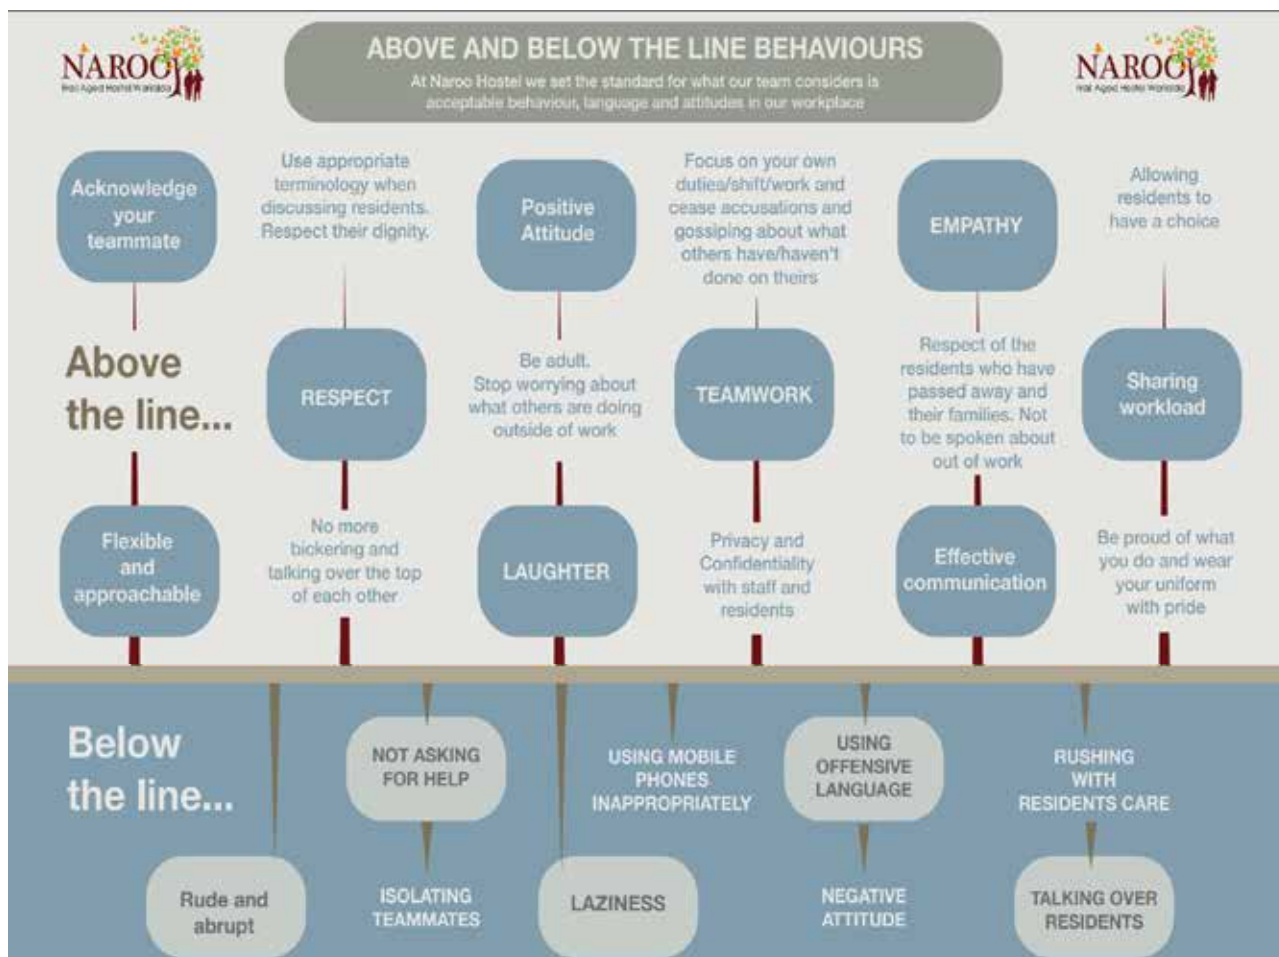 NAROO
ABOVE AND BELOW THE LINE BEHAVIOURS
At Naroo Hostel we set the standard for what our team considers is
acceptable behaviour, language and attitudes in our workplace
NAROO
Acknowledge
your
teammate
Use appropriate
terminology when
discussing residents.
Respect their dignity.
Positive
Attitude
Focus on your own
duties/shift/work and
cease accusations and
gossiping about what
others have/haven't
done on theirs
EMPATHY
Allowing
residents to
have a choice
Above
the line...
RESPECT
Be adult.
Stop worrying about
what others are doing
outside of work
TEAMWORK
Respect of the
residents who have
passed away and
their families. Not
to be spoken about
out of work
Sharing
workload
Flexible
and
approachable
No more
bickering and
talking over the top
of each other
LAUGHTER
Privacy and
Confidentiality
with staff and
residents
Effective
communication
Be proud of what
you do and wear
your uniform
with pride
Below
the line...
NOT ASKING
FOR HELP
USING MOBILE
PHONES
INAPPROPRIATELY
USING
OFFENSIVE
LANGUAGE
RUSHING
WITH
RESIDENTS CARE
Rude and
abrupt
ISOLATING
TEAMMATES
LAZINESS
NEGATIVE
ATTITUDE
TALKING OVER
RESIDENTS